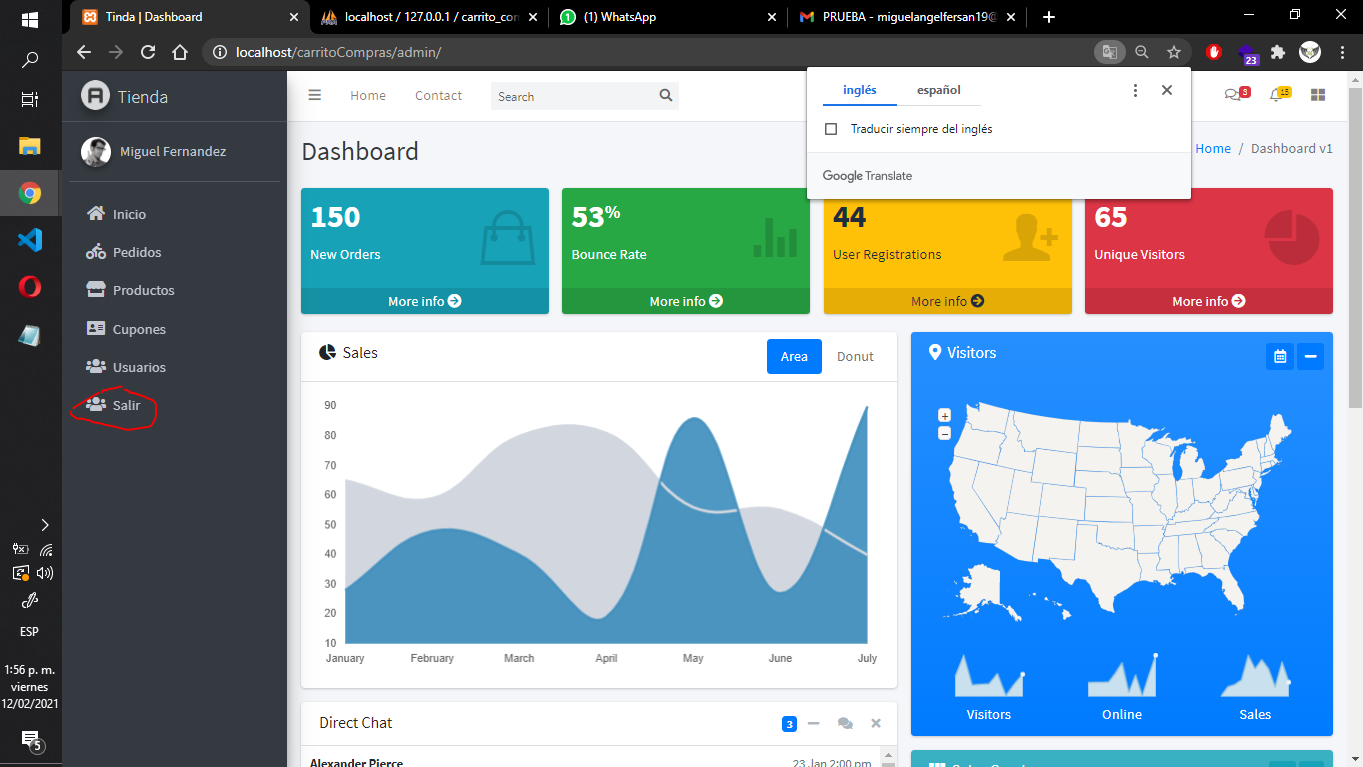 Tinda | Dashboard
localhost / 127.0.0.1 / carrito_con
(1) WhatsApp
PRUEBA - miguelangelfersan19@
localhost/carritoCompras/admin/
23
Tienda
Home
Contact
Search
inglés
español
Traducir siempre del inglés
Google Translate
3
15
Miguel Fernandez
Dashboard
Home / Dashboard v1
Inicio
Pedidos
Productos
Cupones
Usuarios
Salir
150
New Orders
More info
53%
Bounce Rate
More info
44
User Registrations
More info
65
Unique Visitors
More info
Sales
Area
Donut
90
80
70
60
50
40
30
20
10
January
February
March
April
May
June
July
Visitors
+
−
Visitors
Online
Sales
Direct Chat
3
Alexander Pierce
23 Jan 2:00 pm
ESP
1:56 p. m.
viernes
12/02/2021
5